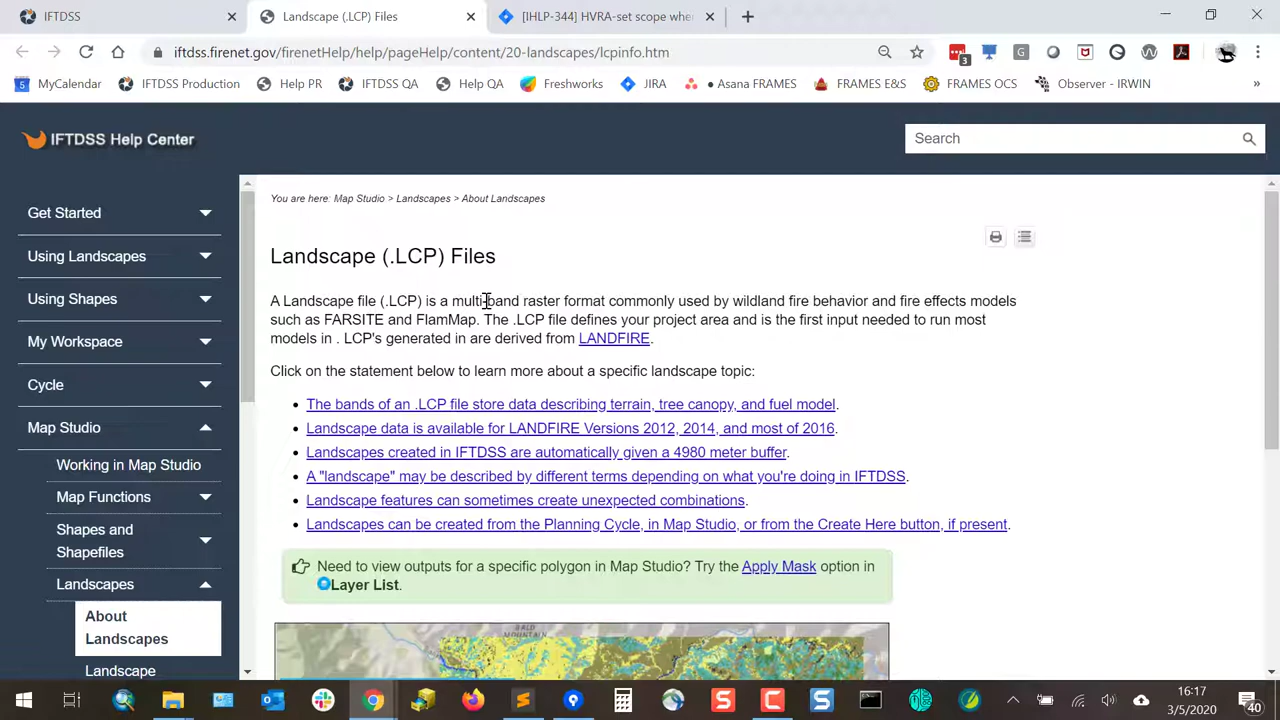 IFTDSS
Landscape (.LCP) Files
[IHLP-344] HVRA-set scope whe
iftdss.firenet.gov/firenetHelp/help/pageHelp/content/20-landscapes/lcpinfo.htm
3
G
5 MyCalendar IFTDSS Production Help PR IFTDSS QA Help QA Freshworks JIRA • Asana FRAMES FRAMES E&S FRAMES OCS Observer - IRWIN »
IFTDSS Help Center
Search
Get Started
Using Landscapes
Using Shapes
My Workspace
Cycle
Map Studio
Working in Map Studio
Map Functions
Shapes and
Shapefiles
Landscapes
About
Landscapes
Landscape
You are here: Map Studio > Landscapes > About Landscapes
Landscape (.LCP) Files
A Landscape file (.LCP) is a multi-band raster format commonly used by wildland fire behavior and fire effects models
such as FARSITE and FlamMap. The .LCP file defines your project area and is the first input needed to run most
models in . LCP's generated in are derived from LANDFIRE.
Click on the statement below to learn more about a specific landscape topic:
• The bands of an .LCP file store data describing terrain, tree canopy, and fuel model.
• Landscape data is available for LANDFIRE Versions 2012, 2014, and most of 2016.
• Landscapes created in IFTDSS are automatically given a 4980 meter buffer.
• A "landscape" may be described by different terms depending on what you're doing in IFTDSS.
• Landscape features can sometimes create unexpected combinations.
• Landscapes can be created from the Planning Cycle, in Map Studio, or from the Create Here button, if present.
Need to view outputs for a specific polygon in Map Studio? Try the Apply Mask option in
Layer List.
BALD
MOUNTAIN
16:17
3/5/2020
40